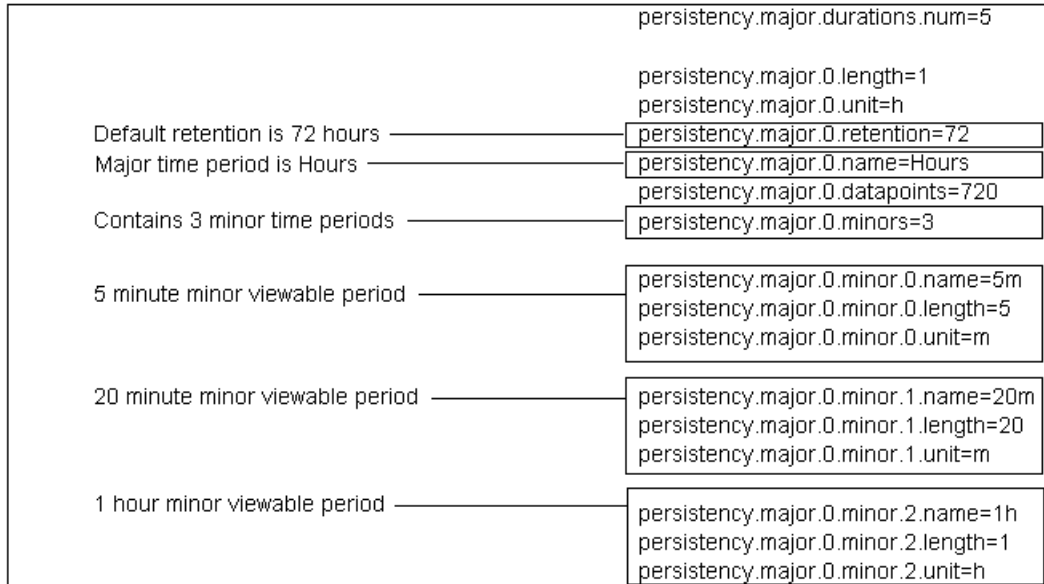 persistency.major.durations.num=5
persistency.major.0.length=1
persistency.major.0.unit=h
Default retention is 72 hours persistency.major.0.retention=72
Major time period is Hours persistency.major.0.name=Hours
persistency.major.0.datapoints=720
Contains 3 minor time periods persistency.major.0.minors=3
5 minute minor viewable period
persistency.major.0.minor.0.name=5m
persistency.major.0.minor.0.length=5
persistency.major.0.minor.0.unit=m
20 minute minor viewable period
persistency.major.0.minor.1.name=20m
persistency.major.0.minor.1.length=20
persistency.major.0.minor.1.unit=m
1 hour minor viewable period
persistency.major.0.minor.2.name=1h
persistency.major.0.minor.2.length=1
persistency.major.0.minor.2.unit=h